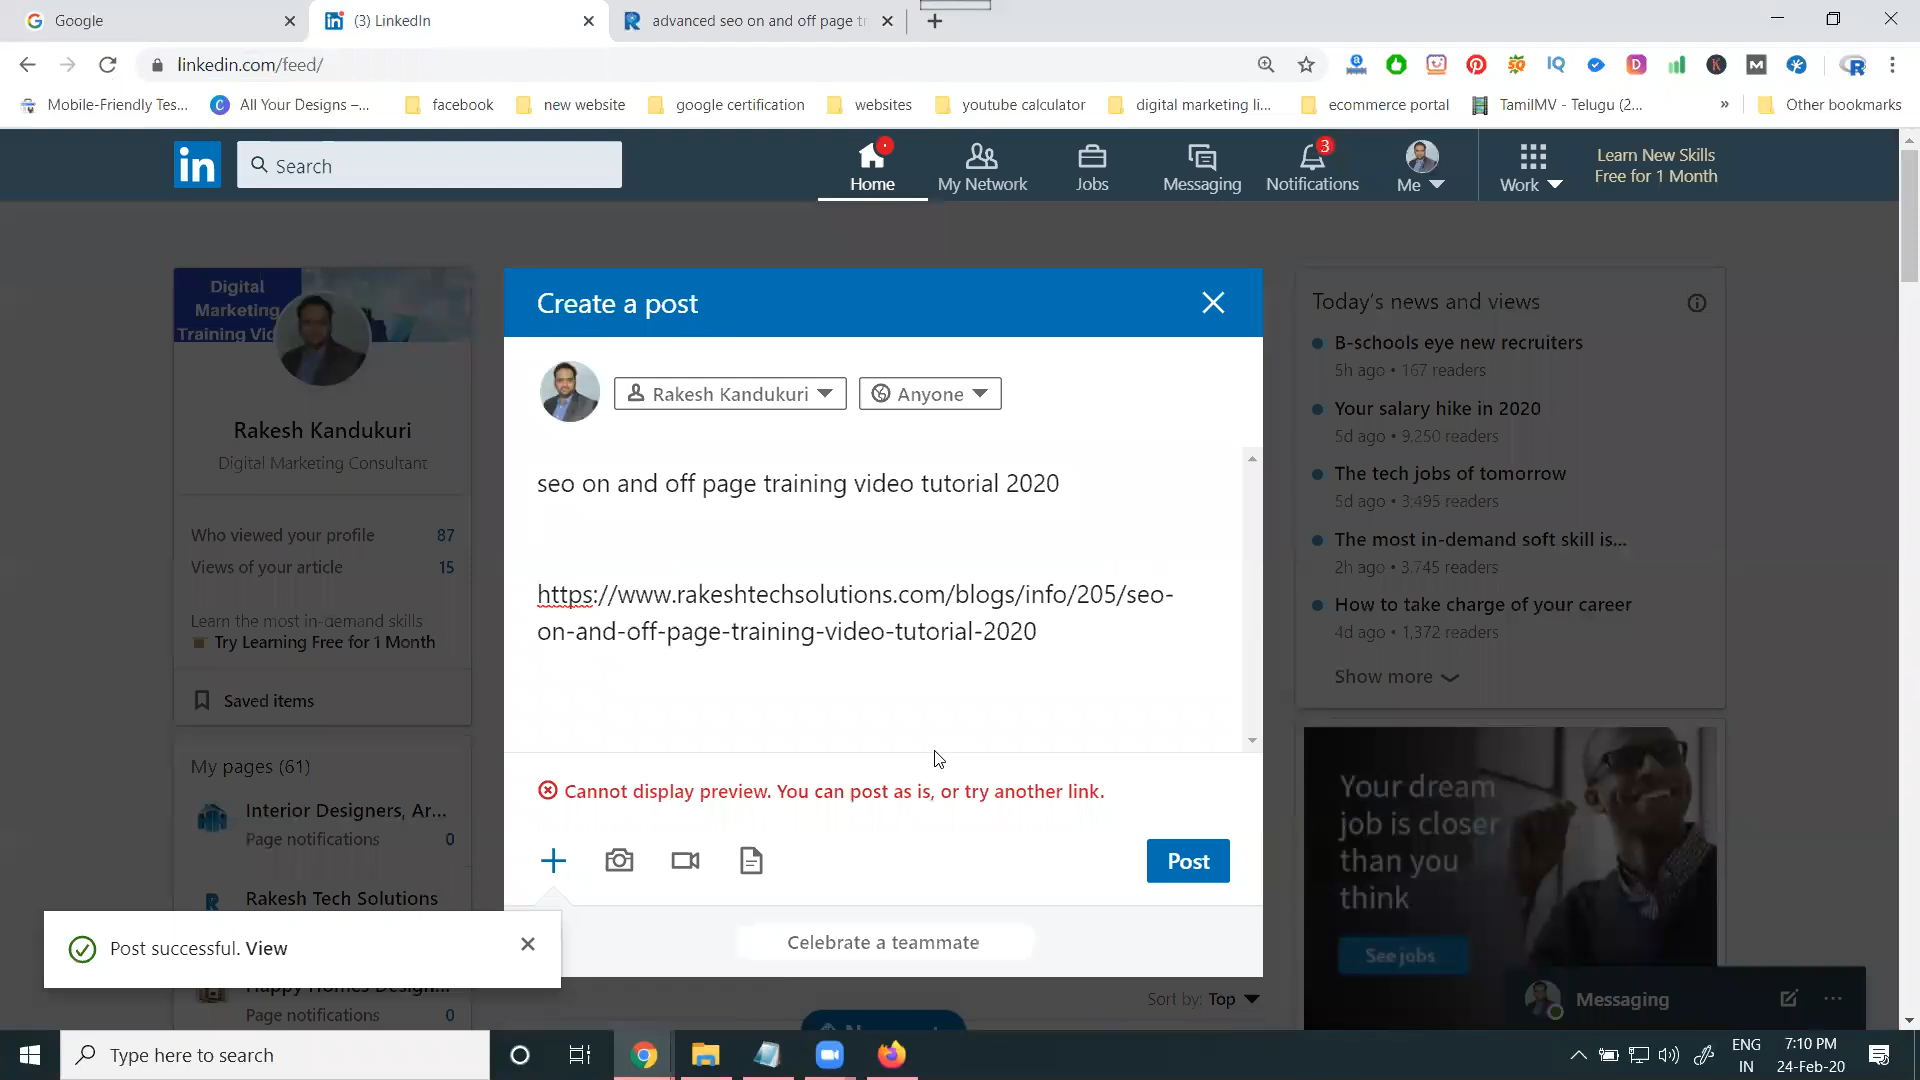 Google
(3) LinkedIn
advanced seo on and off page tr
linkedin.com/feed/
Mobile-Friendly Tes...
All Your Designs –...
facebook
new website
google certification
websites
youtube calculator
digital marketing li...
ecommerce portal
TamilMV - Telugu (2...
»
Other bookmarks
in
Search
Home
My Network
Jobs
Messaging
3
Notifications
Me
Work
Learn New Skills
Free for 1 Month
Digital
Marketing
Training Vid
Rakesh Kandukuri
Digital Marketing Consultant
Who viewed your profile 87
Views of your article 15
Learn the most in-demand skills
Try Learning Free for 1 Month
Saved items
My pages (61)
Interior Designers, Ar...
Page notifications 0
Rakesh Tech Solutions
Page notifications 0
Create a post
Rakesh Kandukuri
Anyone
seo on and off page training video tutorial 2020
https://www.rakeshtechsolutions.com/blogs/info/205/seo-
on-and-off-page-training-video-tutorial-2020
Cannot display preview. You can post as is, or try another link.
Post
Celebrate a teammate
Sort by: Top
Today's news and views
B-schools eye new recruiters
5h ago • 167 readers
Your salary hike in 2020
5d ago • 9,250 readers
The tech jobs of tomorrow
5d ago • 3,495 readers
The most in-demand soft skill is...
2h ago • 3,745 readers
How to take charge of your career
4d ago • 1,372 readers
Show more
Your dream
job is closer
than you
think
See jobs
Messaging
Post successful. View
Type here to search
ENG
IN
7:10 PM
24-Feb-20